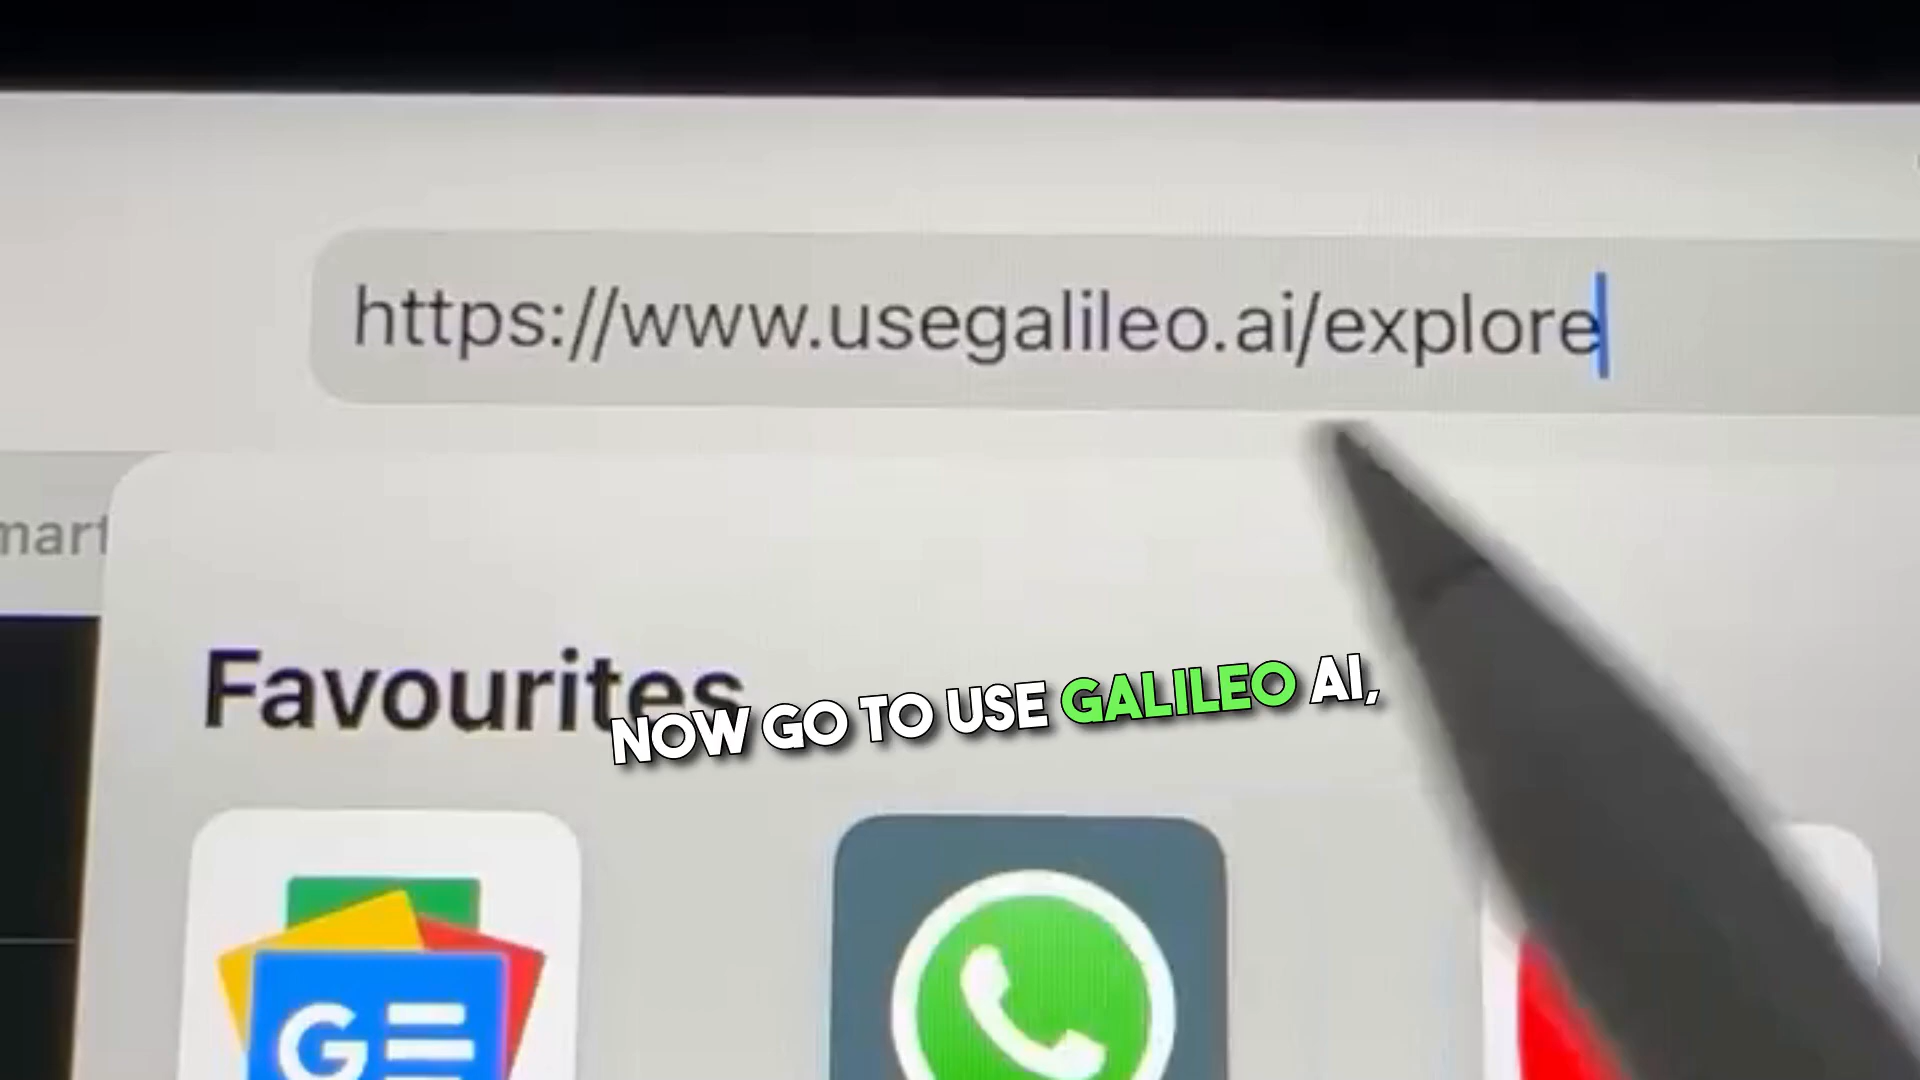 https://www.usegalileo.ai/explore
Favourites
NOW GO TO USE GALILEO AI,
G